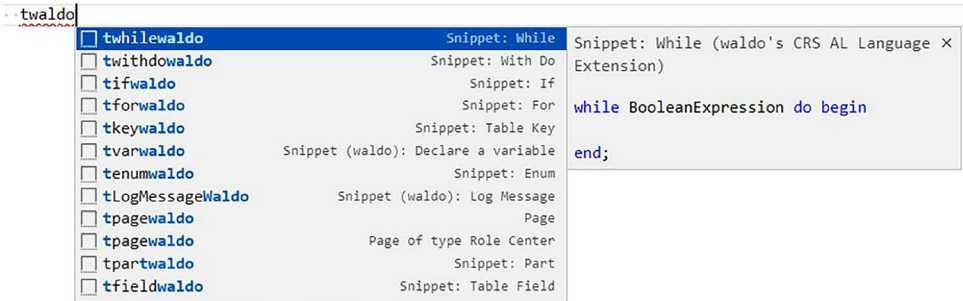 twaldo
twhilewaldo Snippet: While
twithdowaldo Snippet: With Do
tifwaldo Snippet: If
tforwaldo Snippet: For
tkeywaldo Snippet: Table Key
tvarwaldo Snippet (waldo): Declare a variable
tenumwaldo Snippet: Enum
tLogMessageWaldo Snippet (waldo): Log Message
tpagewaldo Page
tpagewaldo Page of type Role Center
tpartwaldo Snippet: Part
tfieldwaldo Snippet: Table Field
Snippet: While (waldo's CRS AL Language
Extension)
while BooleanExpression do begin
end;